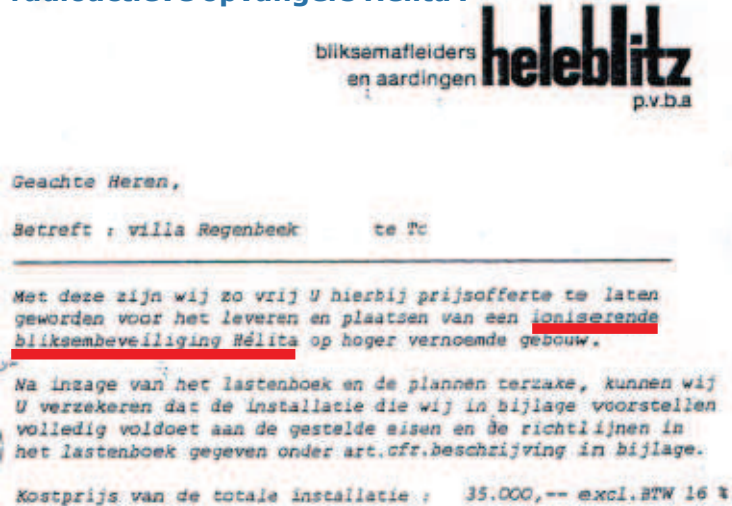 radioactieve opvangers Hélita :
bliksemafleiders
en aardingen
heleblitz
p.v.b.a
Geachte Heren,
Betreft : villa Regenbeek te Tc
Met deze zijn wij zo vrij U hierbij prijsofferte te laten
geworden voor het leveren en plaatsen van een ioniserende
bliksembeveiliging Hélita op hoger vernoemde gebouw.
Na inzage van het lastenboek en de plannen terzake, kunnen wij
U verzekeren dat de installatie die wij in bijlage voorstellen
volledig voldoet aan de gestelde eisen en de richtlijnen in
het lastenboek gegeven onder art.cfr.beschrijving in bijlage.
Kostprijs van de totale installatie : 35.000,-- excl.BTW 16 %